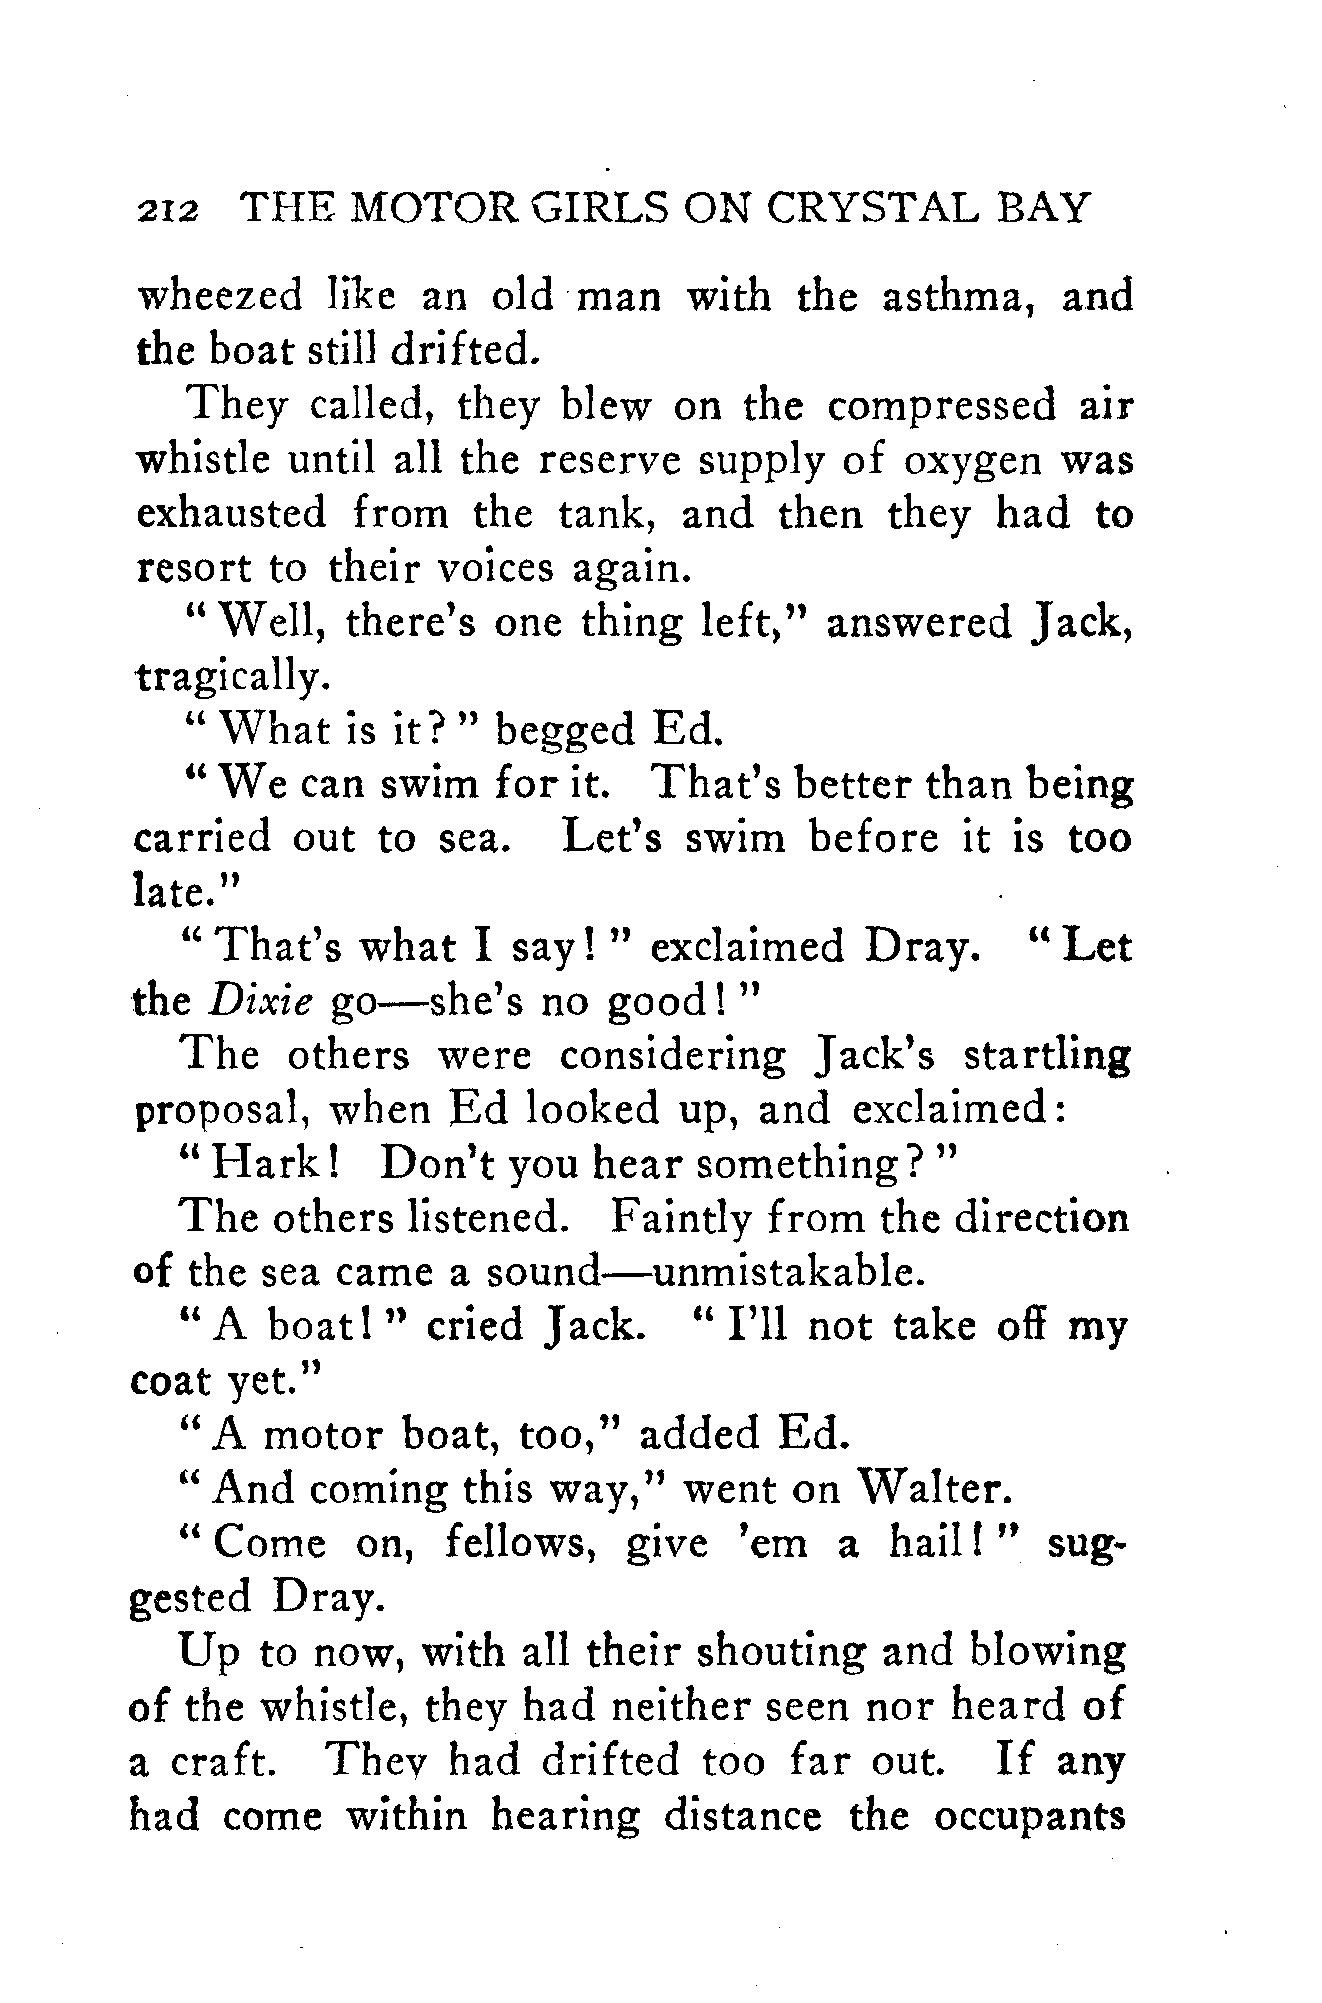 212 THE MOTOR GIRLS ON CRYSTAL BAY
wheezed like an old man with the asthma, and
the boat still drifted.
They called, they blew on the compressed air
whistle until all the reserve supply of oxygen was
exhausted from the tank, and then they had to
resort to their voices again.
" Well, there's one thing left," answered Jack,
tragically.
" What is it? " begged Ed.
" We can swim for it. That's better than being
carried out to sea. Let's swim before it is too
late."
" That's what I say! " exclaimed Dray. " Let
the Dixie go—she's no good! "
The others were considering Jack's startling
proposal, when Ed looked up, and exclaimed:
" Hark! Don't you hear something? "
The others listened. Faintly from the direction
of the sea came a sound—unmistakable.
" A boat! " cried Jack. " I'll not take off my
coat yet."
" A motor boat, too," added Ed.
" And coming this way," went on Walter.
" Come on, fellows, give 'em a hail! " sug-
gested Dray.
Up to now, with all their shouting and blowing
of the whistle, they had neither seen nor heard of
a craft. They had drifted too far out. If any
had come within hearing distance the occupants